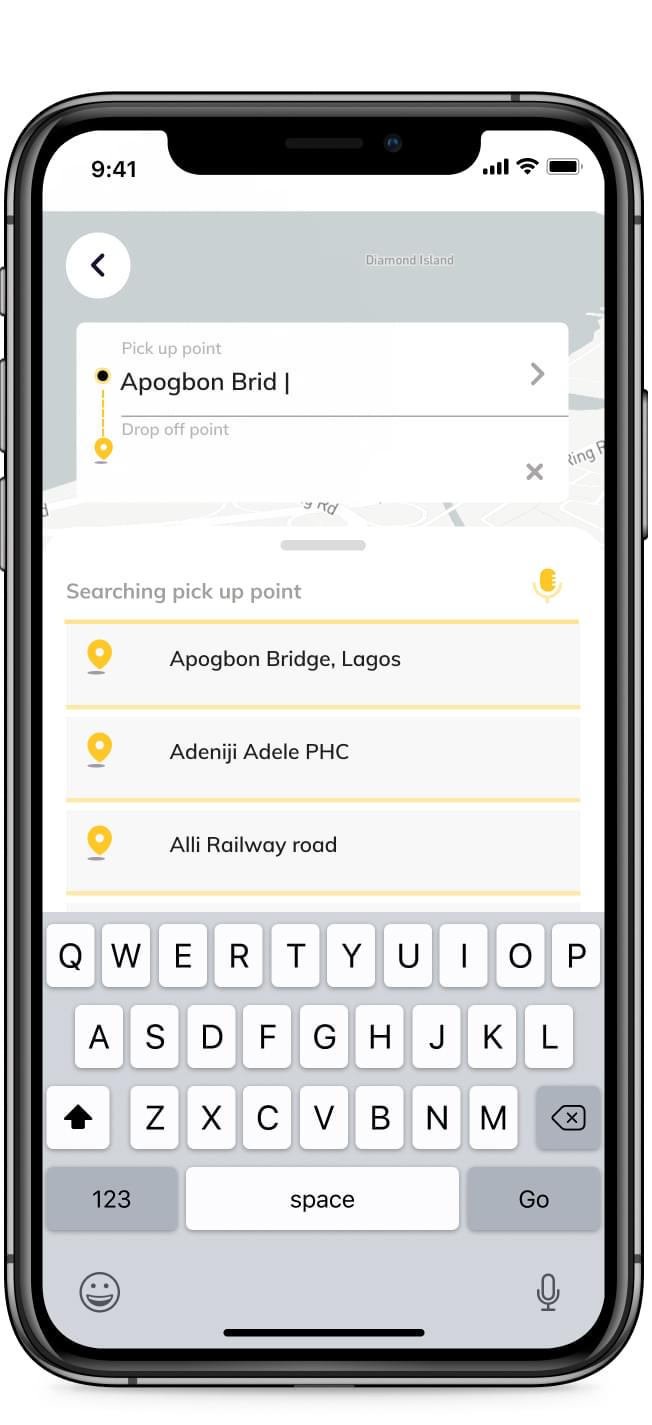 9:41
Diamond Island
Pick up point
Apogbon Brid |
Drop off point
Ring R
g Rd
d
Searching pick up point
Apogbon Bridge, Lagos
Adeniji Adele PHC
Alli Railway road
Q W E R T Y U I O P
A S D F G H J K L
Z X C V B N M
123 space Go